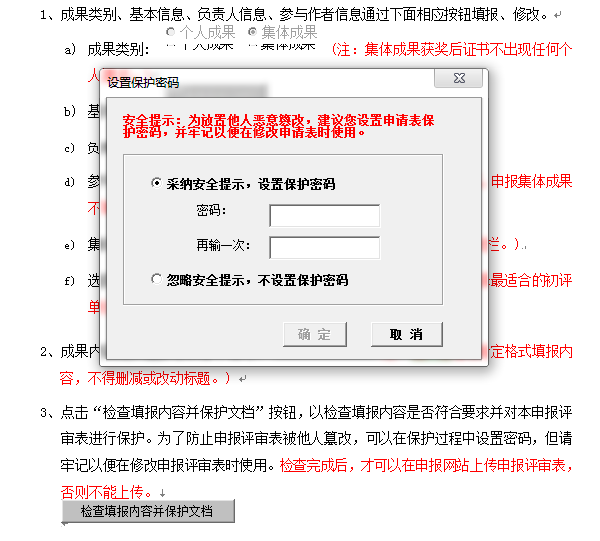 1、成果类别、基本信息、负责人信息、参与作者信息通过下面相应按钮填报、修改。
个人成果 集体成果
a) 成果类别： 个人成果 集体成果 (注：集体成果获奖后证书不出现任何个
人
设置保护密码
安全提示：为被置他人恶意篡改，建议您设置申请表保
护密码，并牢记以便在修改申请表时使用。
b) 基
c) 负
采纳安全提示，设置保护密码
d) 参 申报集体成果
不
密码：
e) 集 栏。)
再输一次：
f) 选 最适合的初评
单
忽略安全提示，不设置保护密码
确 定 取 消
2、成果内 定格式填报内
容，不得删减或改动标题。)
3、点击“检查填报内容并保护文档”按钮，以检查填报内容是否符合要求并对本申报评
审表进行保护。为了防止申报评审表被他人篡改，可以在保护过程中设置密码，但请
牢记以便在修改申报评审表时使用。检查完成后，才可以在申报网站上传申报评审表，
否则不能上传。
检查填报内容并保护文档